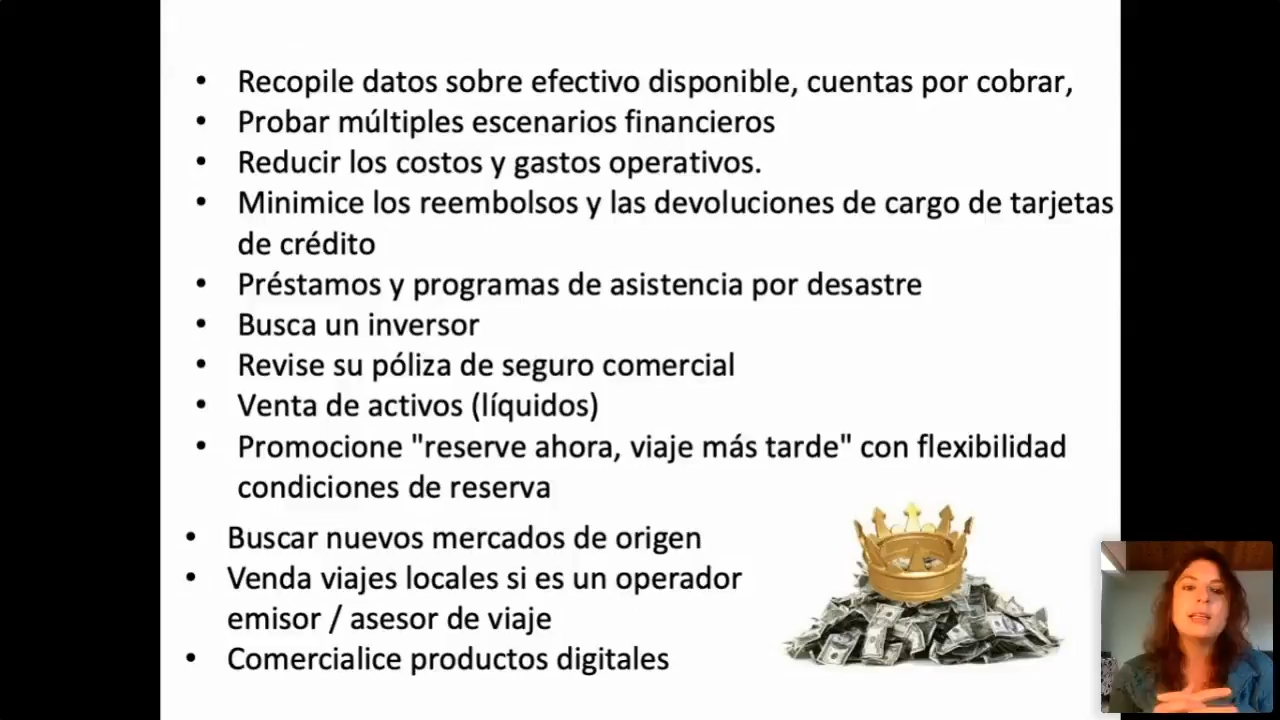 • Recopile datos sobre efectivo disponible, cuentas por cobrar,
• Probar múltiples escenarios financieros
• Reducir los costos y gastos operativos.
• Minimice los reembolsos y las devoluciones de cargo de tarjetas
de crédito
• Préstamos y programas de asistencia por desastre
• Busca un inversor
• Revise su póliza de seguro comercial
• Venta de activos (líquidos)
• Promocione "reserve ahora, viaje más tarde" con flexibilidad
condiciones de reserva
• Buscar nuevos mercados de origen
• Venda viajes locales si es un operador
emisor / asesor de viaje
• Comercialice productos digitales